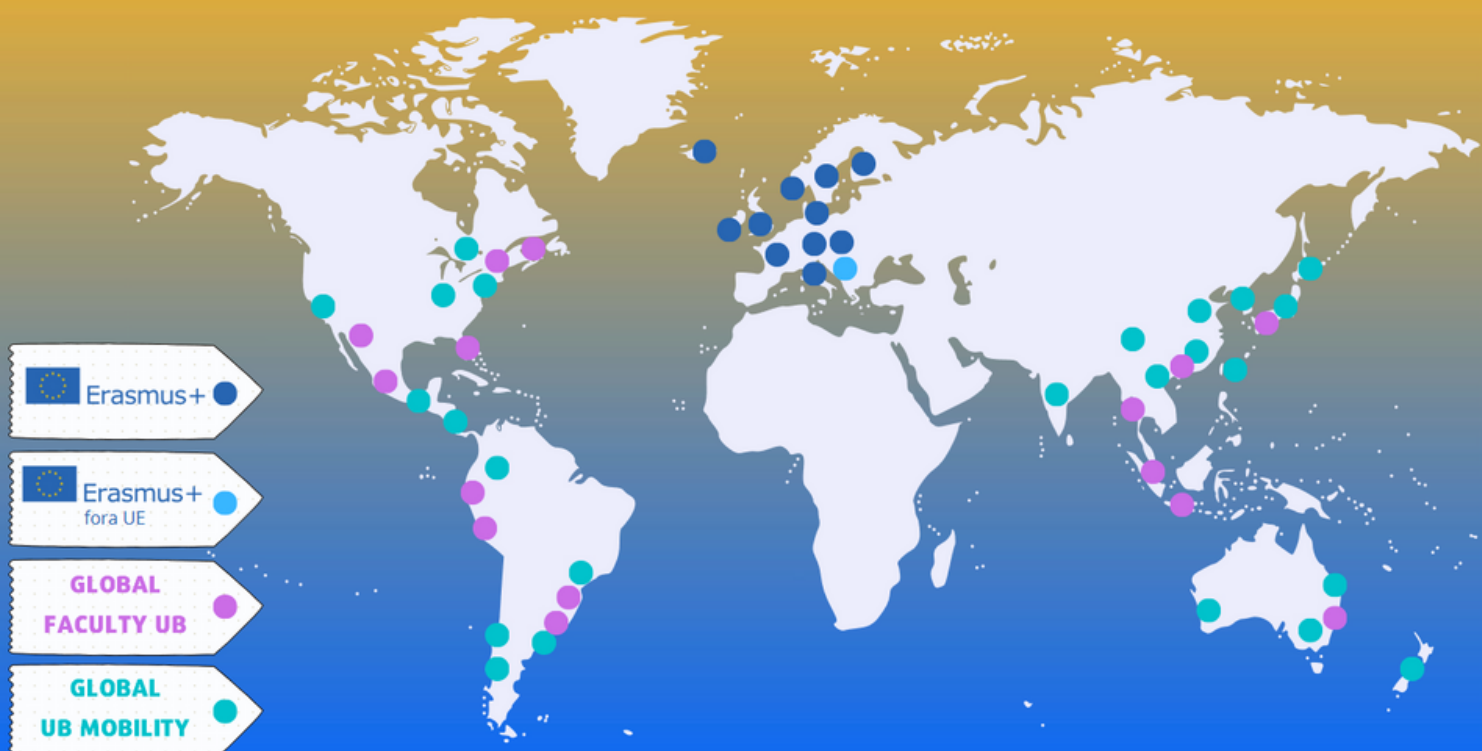 Erasmus+
Erasmus+
fora UE
GLOBAL
FACULTY UB
GLOBAL
UB MOBILITY